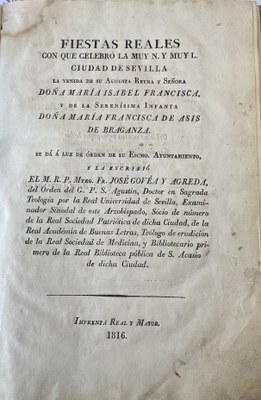 FIESTAS REALES
CON QUE CELEBRÓ LA MUY N. Y MUY L.
CIUDAD DE SEVILLA
LA VENIDA DE SU AUGUSTA REYNA Y SEÑORA
DOÑA MARÍA ISABEL FRANCISCA,
Y DE LA SERENÍSIMA INFANTA
DOÑA MARÍA FRANCISCA DE ASIS
DE BRAGANZA.
SE DÁ Á LUZ DE ÓRDEN DE SU EXCMO. AYUNTAMIENTO,
Y LA ESCRIBIÓ
EL M. R. P. MTRO. FR. JOSÉ GOVÉA Y AGREDA,
del Orden del G. P. S. Agustin, Doctor en Sagrada
Teología por la Real Universidad de Sevilla, Exami-
nador Sinodal de este Arzobispado, Socio de número
de la Real Sociedad Patriótica de dicha Ciudad, de la
Real Académia de Buenas Letras, Teólogo de erudicion
de la Real Sociedad de Medicina, y Bibliotecario pri-
mero de la Real Biblioteca pública de S. Acasio
de dicha Ciudad.
IMPRENTA REAL Y MAYOR.
1816.